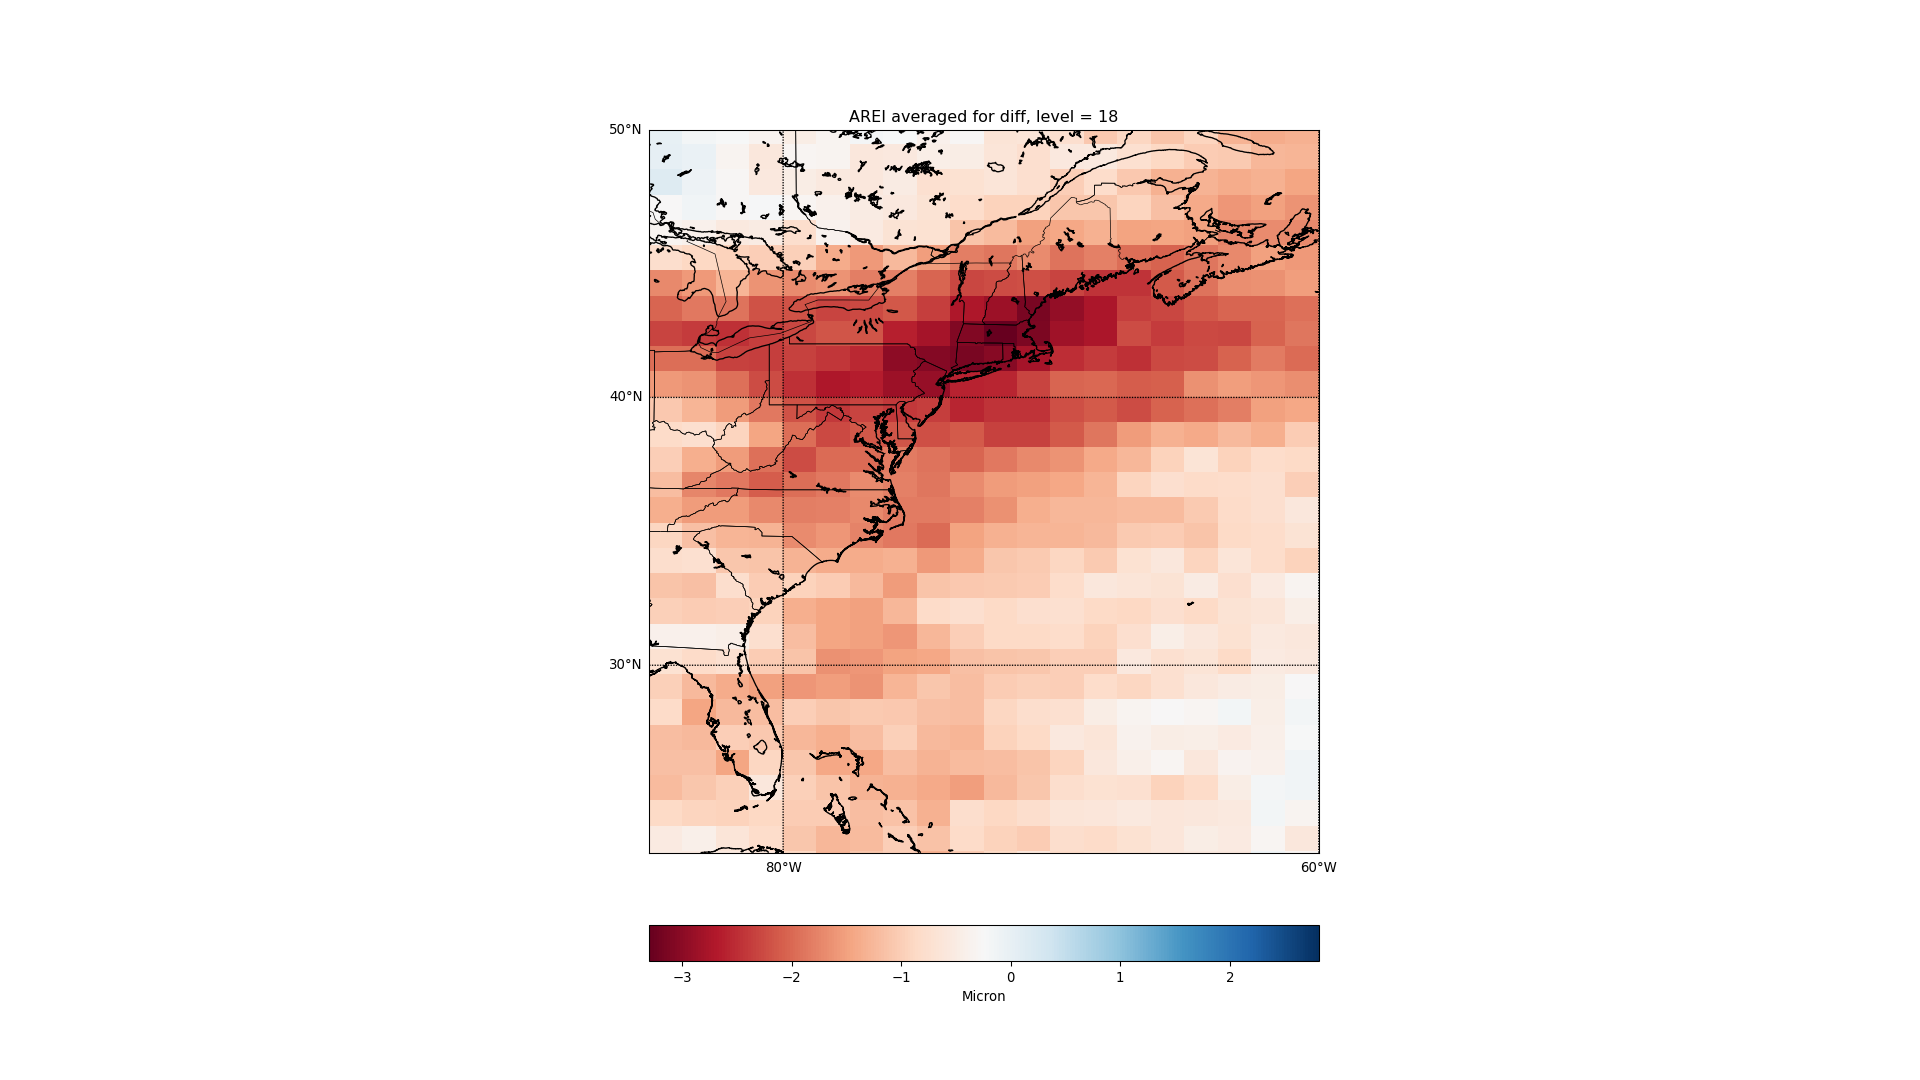 AREI averaged for diff, level = 18
50°N
40°N
30°N
80°W
60°W
−3
−2
−1
0
1
2
Micron